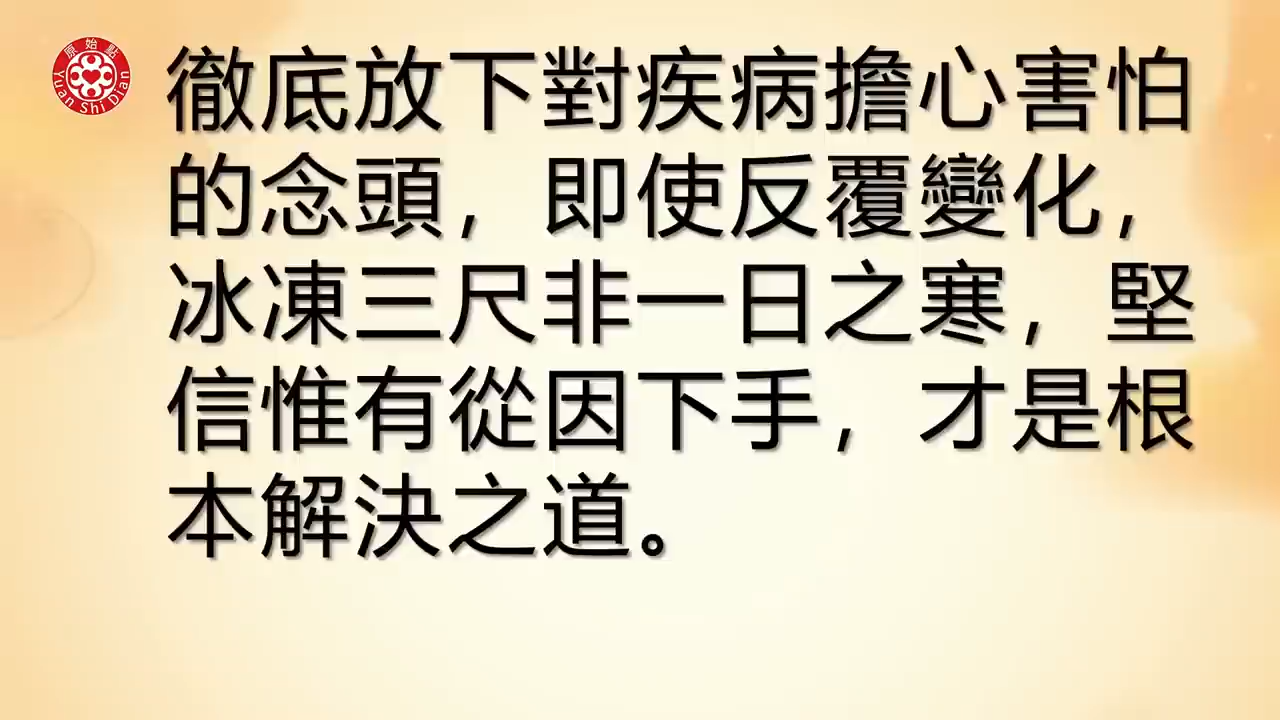 原始點
Yuan Shi Dian
徹底放下對疾病擔心害怕
的念頭，即使反覆變化，
冰凍三尺非一日之寒，堅
信惟有從因下手，才是根
本解決之道。